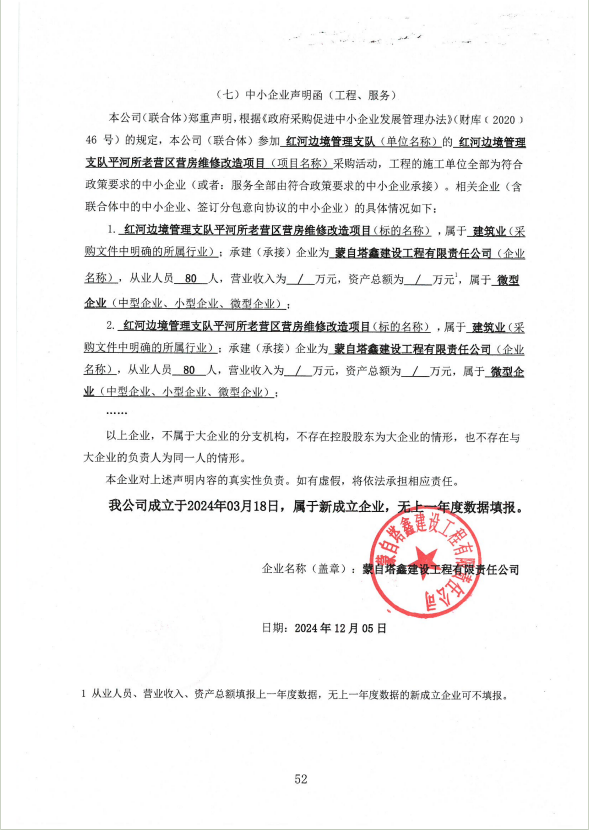 （七）中小企业声明函（工程、服务）
本公司（联合体）郑重声明，根据《政府采购促进中小企业发展管理办法》（财库﹝2020﹞
46 号）的规定，本公司（联合体）参加 红河边境管理支队（单位名称）的 红河边境管理
支队平河所老营区营房维修改造项目（项目名称）采购活动，工程的施工单位全部为符合
政策要求的中小企业（或者：服务全部由符合政策要求的中小企业承接）。相关企业（含
联合体中的中小企业、签订分包意向协议的中小企业）的具体情况如下：
1. 红河边境管理支队平河所老营区营房维修改造项目（标的名称） ，属于 建筑业（采
购文件中明确的所属行业）；承建（承接）企业为 蒙自塔鑫建设工程有限责任公司（企业
名称），从业人员 80 人，营业收入为 / 万元，资产总额为 / 万元¹，属于 微型
企业（中型企业、小型企业、微型企业）；
2. 红河边境管理支队平河所老营区营房维修改造项目（标的名称） ，属于 建筑业（采
购文件中明确的所属行业）；承建（承接）企业为 蒙自塔鑫建设工程有限责任公司（企业
名称），从业人员 80 人，营业收入为 / 万元，资产总额为 / 万元，属于 微型企
业（中型企业、小型企业、微型企业）；
……
以上企业，不属于大企业的分支机构，不存在控股股东为大企业的情形，也不存在与
大企业的负责人为同一人的情形。
本企业对上述声明内容的真实性负责。如有虚假，将依法承担相应责任。
我公司成立于2024年03月18日，属于新成立企业，无上一年度数据填报。
企业名称（盖章）：蒙自塔鑫建设工程有限责任公司
蒙自塔鑫建设工程有限责任公司
日期：2024 年 12 月 05 日
1 从业人员、营业收入、资产总额填报上一年度数据，无上一年度数据的新成立企业可不填报。
52